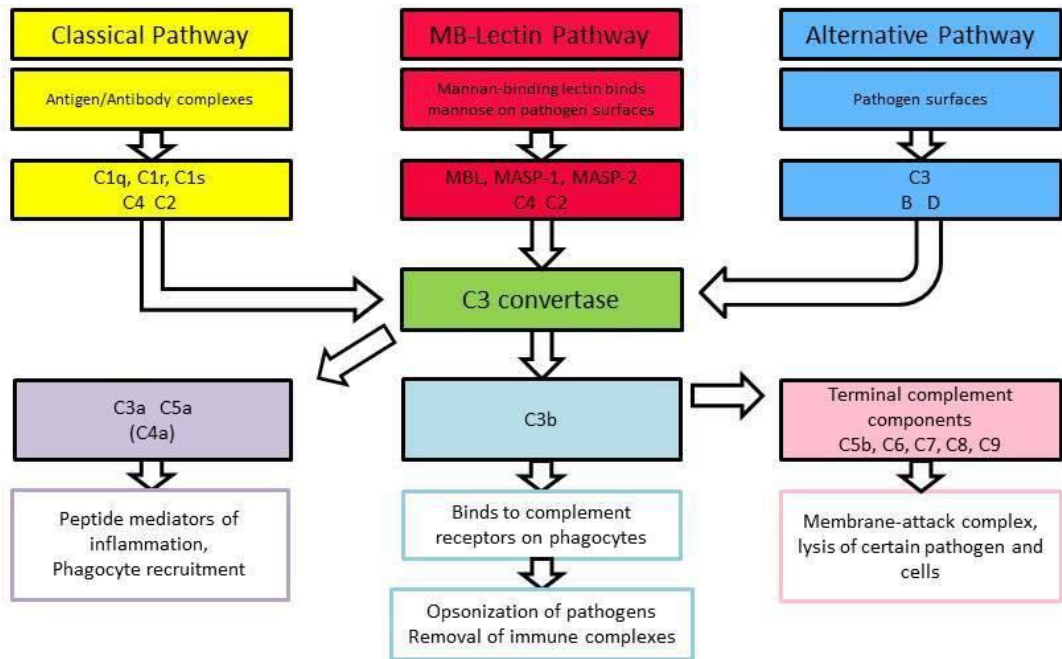 Classical Pathway
MB-Lectin Pathway
Alternative Pathway
Antigen/Antibody complexes
Mannan-binding lectin binds
mannose on pathogen surfaces
Pathogen surfaces
C1q, C1r, C1s
C4 C2
MBL, MASP-1, MASP-2
C4 C2
C3
B D
C3 convertase
C3a C5a
(C4a)
C3b
Terminal complement
components
C5b, C6, C7, C8, C9
Peptide mediators of
inflammation,
Phagocyte recruitment
Binds to complement
receptors on phagocytes
Membrane-attack complex,
lysis of certain pathogen and
cells
Opsonization of pathogens
Removal of immune complexes